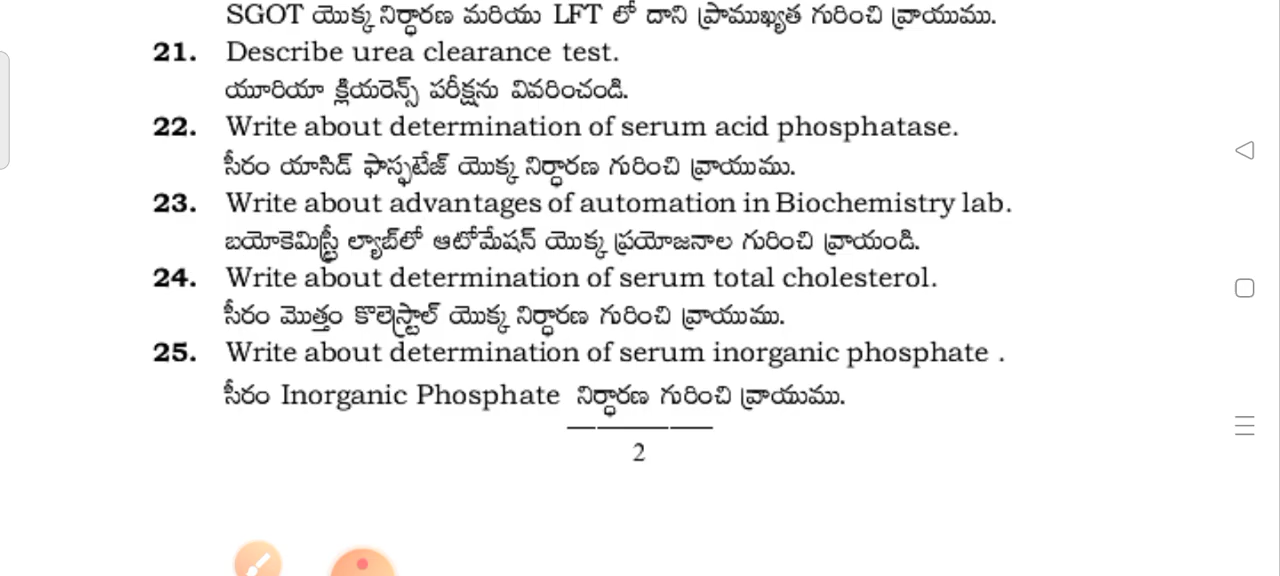 SGOT యొక్క నిర్ధారణ మరియు LFT లో దాని ప్రాముఖ్యత గురించి వ్రాయుము.
21. Describe urea clearance test.
యూరియా క్లియరెన్స్ పరీక్షను వివరించండి.
22. Write about determination of serum acid phosphatase.
సీరం యాసిడ్ ఫాస్ఫటేజ్ యొక్క నిర్ధారణ గురించి వ్రాయుము.
23. Write about advantages of automation in Biochemistry lab.
బయోకెమిస్ట్రీ ల్యాబ్‌లో ఆటోమేషన్ యొక్క ప్రయోజనాల గురించి వ్రాయండి.
24. Write about determination of serum total cholesterol.
సీరం మొత్తం కొలెస్ట్రాల్ యొక్క నిర్ధారణ గురించి వ్రాయుము.
25. Write about determination of serum inorganic phosphate .
సీరం Inorganic Phosphate నిర్ధారణ గురించి వ్రాయుము.
2